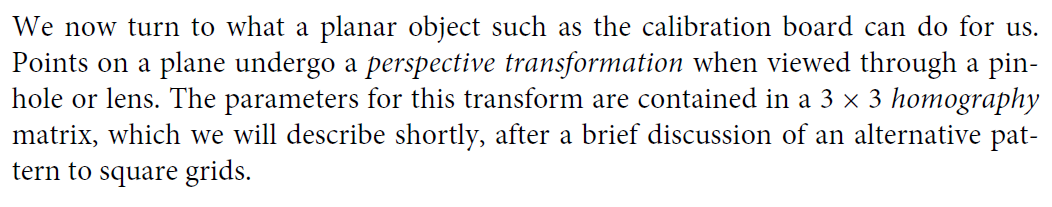 We now turn to what a planar object such as the calibration board can do for us.
Points on a plane undergo a perspective transformation when viewed through a pin-
hole or lens. The parameters for this transform are contained in a 3 × 3 homography
matrix, which we will describe shortly, after a brief discussion of an alternative pat-
tern to square grids.